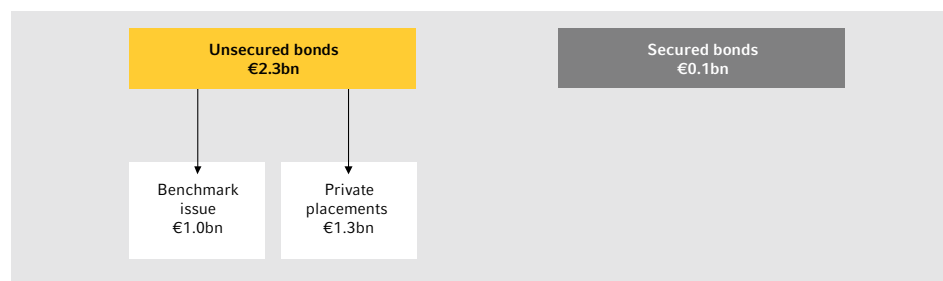 Unsecured bonds
€2.3bn
Secured bonds
€0.1bn
Benchmark
issue
€1.0bn
Private
placements
€1.3bn